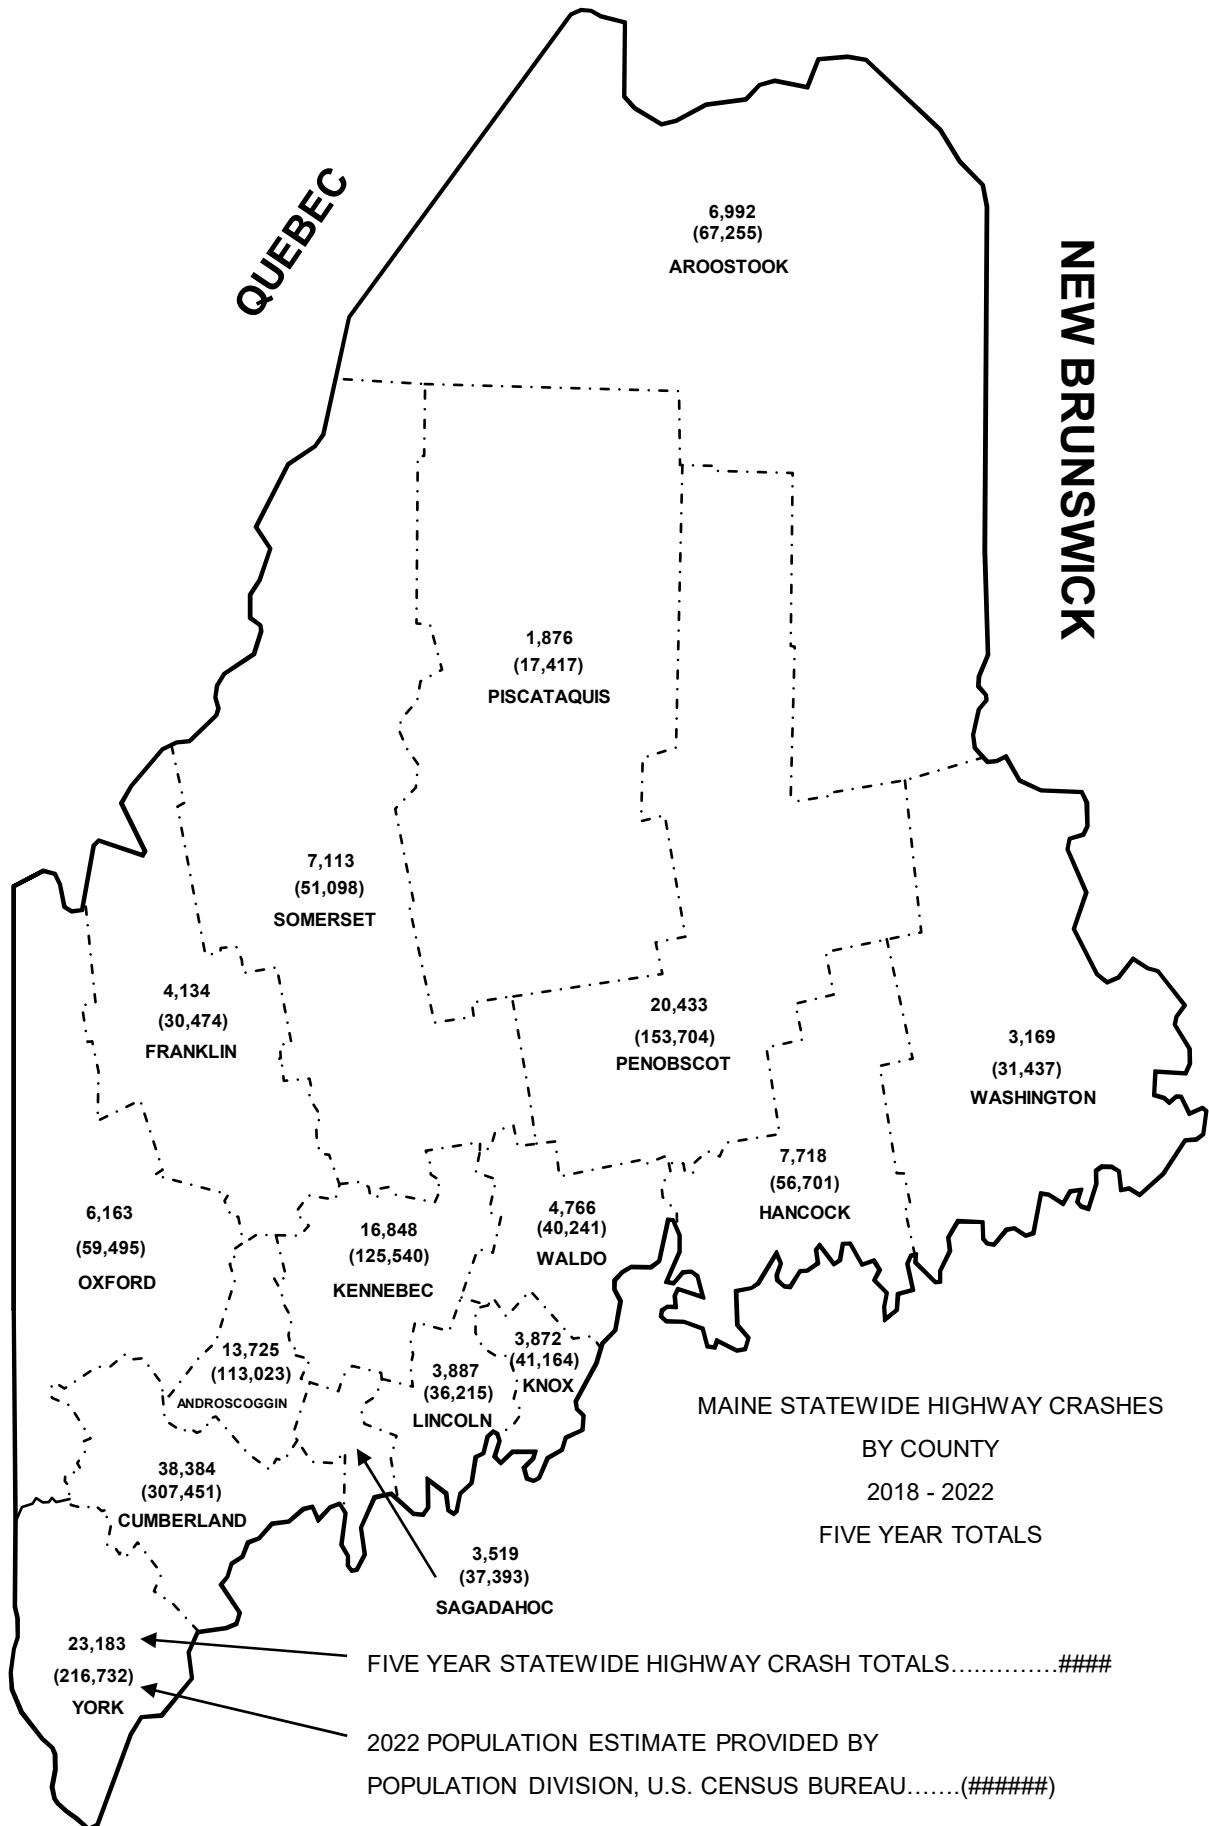 QUEBEC
NEW BRUNSWICK
6,992
(67,255)
AROOSTOOK
1,876
(17,417)
PISCATAQUIS
7,113
(51,098)
SOMERSET
4,134
(30,474)
FRANKLIN
20,433
(153,704)
PENOBSCOT
3,169
(31,437)
WASHINGTON
7,718
(56,701)
HANCOCK
6,163
(59,495)
OXFORD
16,848
(125,540)
KENNEBEC
4,766
(40,241)
WALDO
13,725
(113,023)
ANDROSCOGGIN
3,887
(36,215)
LINCOLN
3,872
(41,164)
KNOX
MAINE STATEWIDE HIGHWAY CRASHES
BY COUNTY
2018 - 2022
FIVE YEAR TOTALS
38,384
(307,451)
CUMBERLAND
3,519
(37,393)
SAGADAHOC
23,183
(216,732)
YORK
FIVE YEAR STATEWIDE HIGHWAY CRASH TOTALS…..………####
2022 POPULATION ESTIMATE PROVIDED BY
POPULATION DIVISION, U.S. CENSUS BUREAU…….(######)